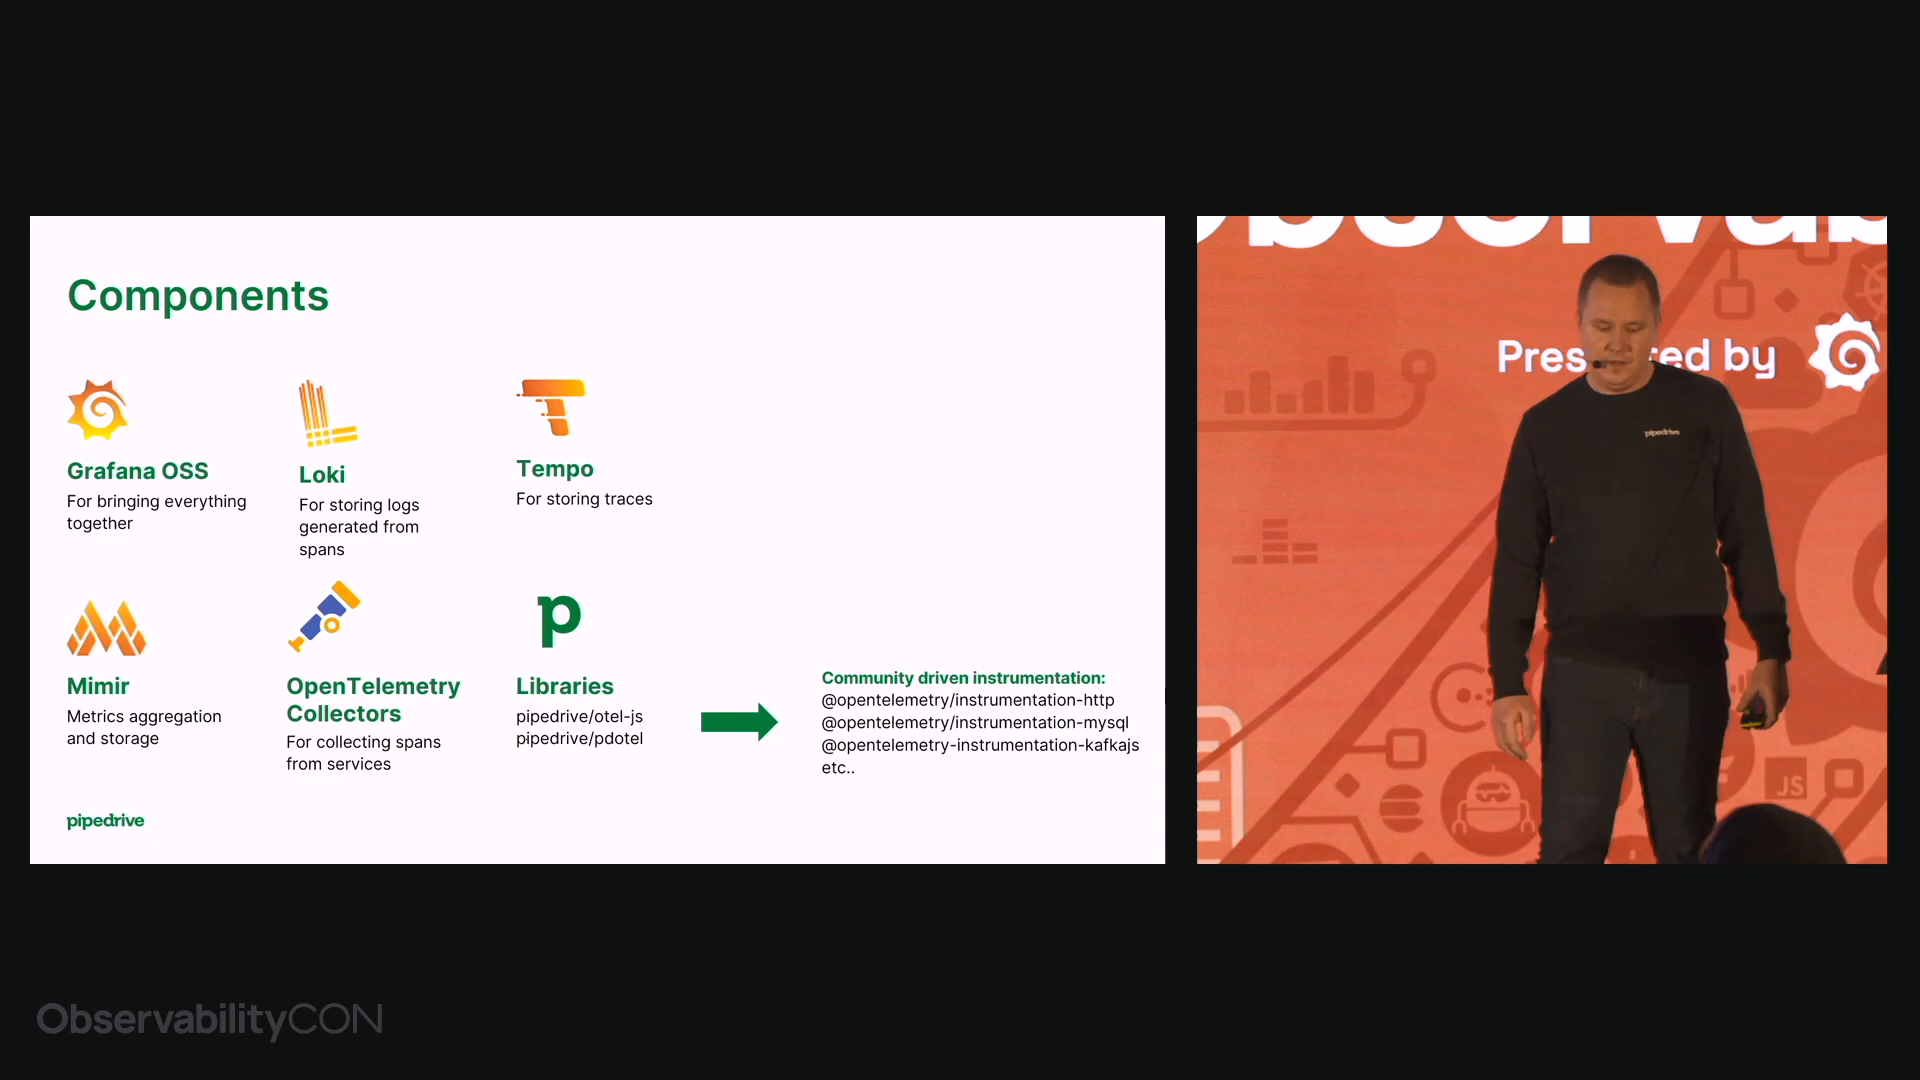 Components
Grafana OSS
For bringing everything
together
Loki
For storing logs
generated from
spans
Tempo
For storing traces
Mimir
Metrics aggregation
and storage
OpenTelemetry
Collectors
For collecting spans
from services
p
Libraries
pipedrive/otel-js
pipedrive/pdotel
Community driven instrumentation:
@opentelemetry/instrumentation-http
@opentelemetry/instrumentation-mysql
@opentelemetry-instrumentation-kafkajs
etc..
pipedrive
by
pipedrive
JS
ObservabilityCON